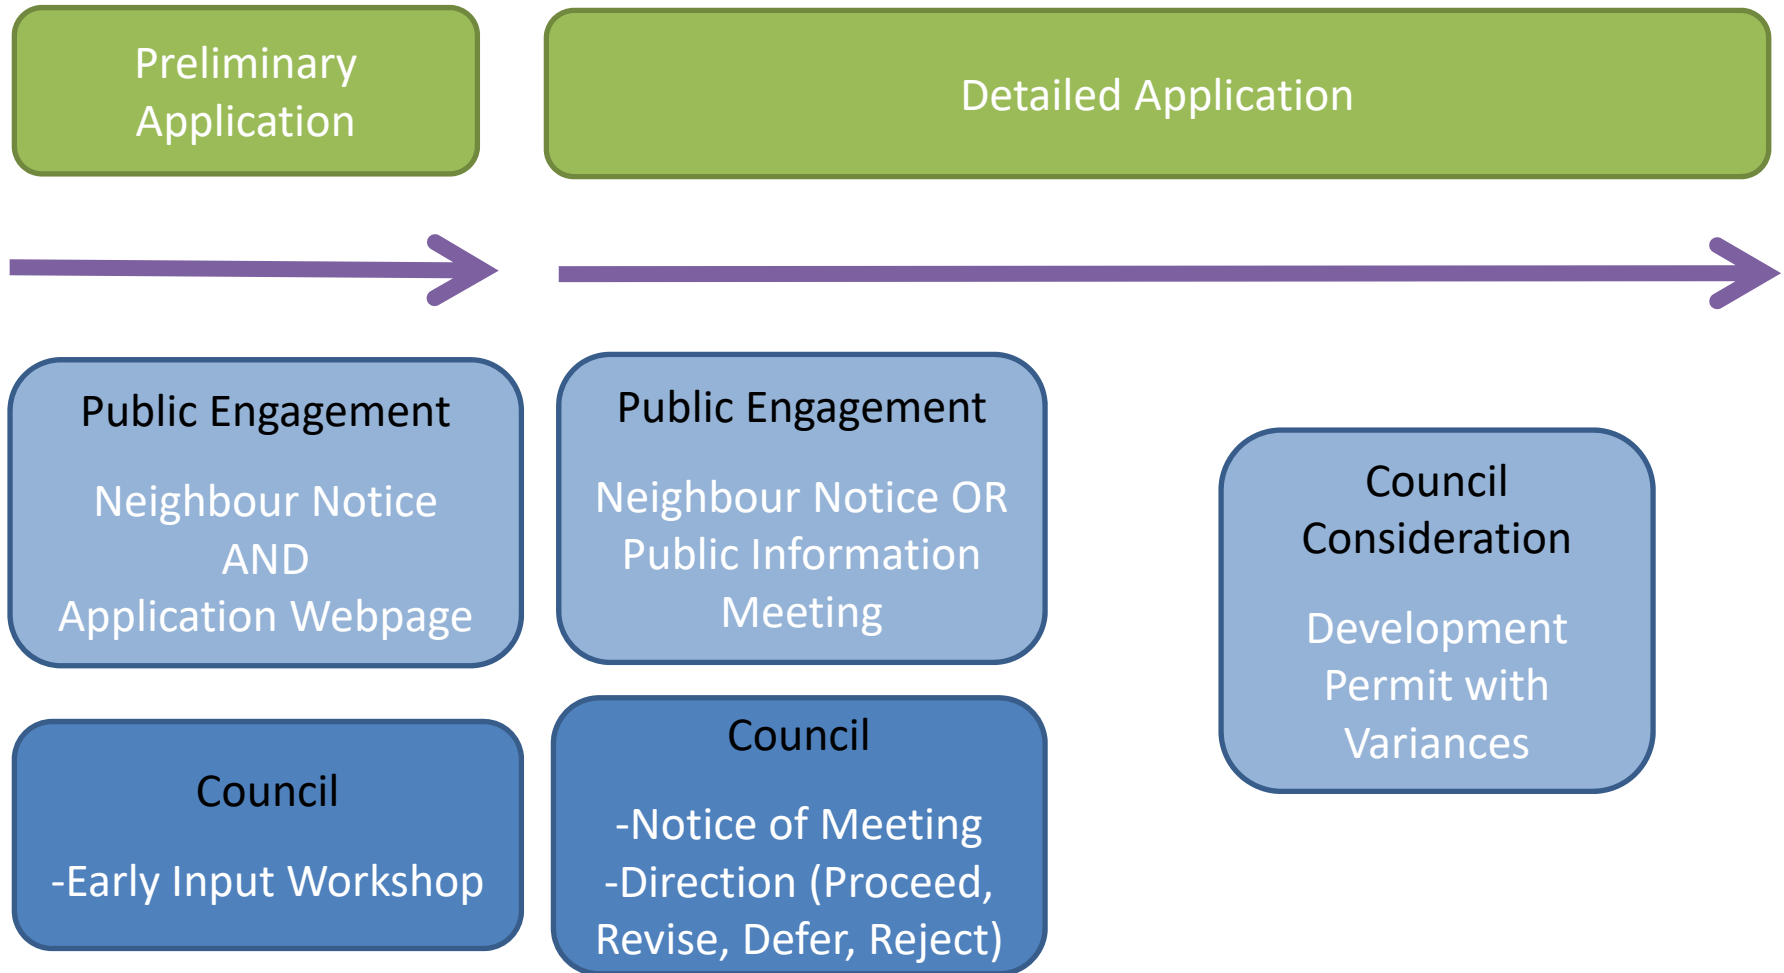 Preliminary
Application
Detailed Application
Public Engagement
Neighbour Notice
AND
Application Webpage
Public Engagement
Neighbour Notice OR
Public Information
Meeting
Council
Consideration
Development
Permit with
Variances
Council
-Early Input Workshop
Council
-Notice of Meeting
-Direction (Proceed,
Revise, Defer, Reject)